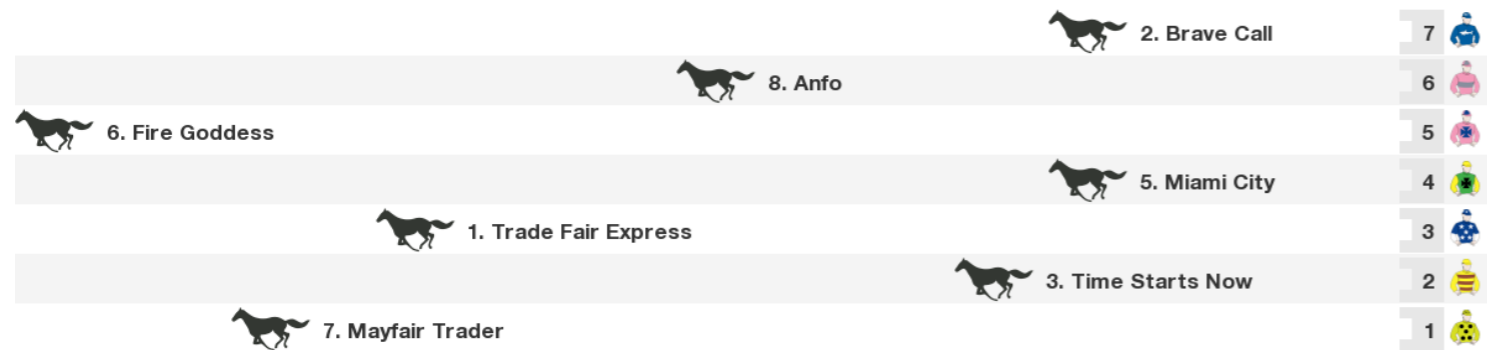 2. Brave Call 7
8. Anfo 6
6. Fire Goddess 5
5. Miami City 4
1. Trade Fair Express 3
3. Time Starts Now 2
7. Mayfair Trader 1